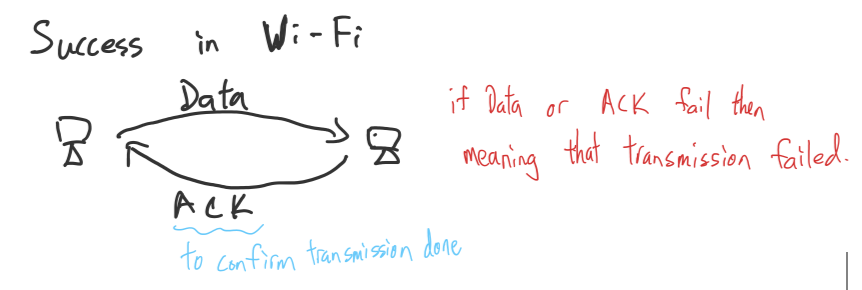 Success in Wi-Fi
Data
if Data or ACK fail then
meaning that transmission failed.
ACK
to confirm transmission done